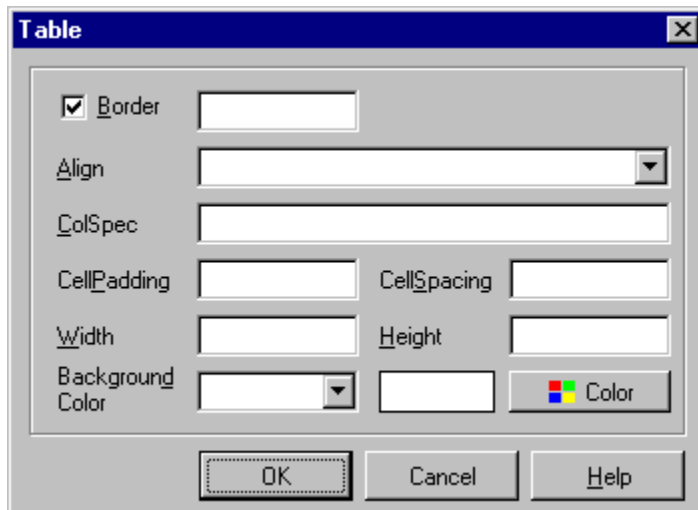 Table
Border
Align
ColSpec
CellPadding CellSpacing
Width Height
Background
Color
Color
OK Cancel Help